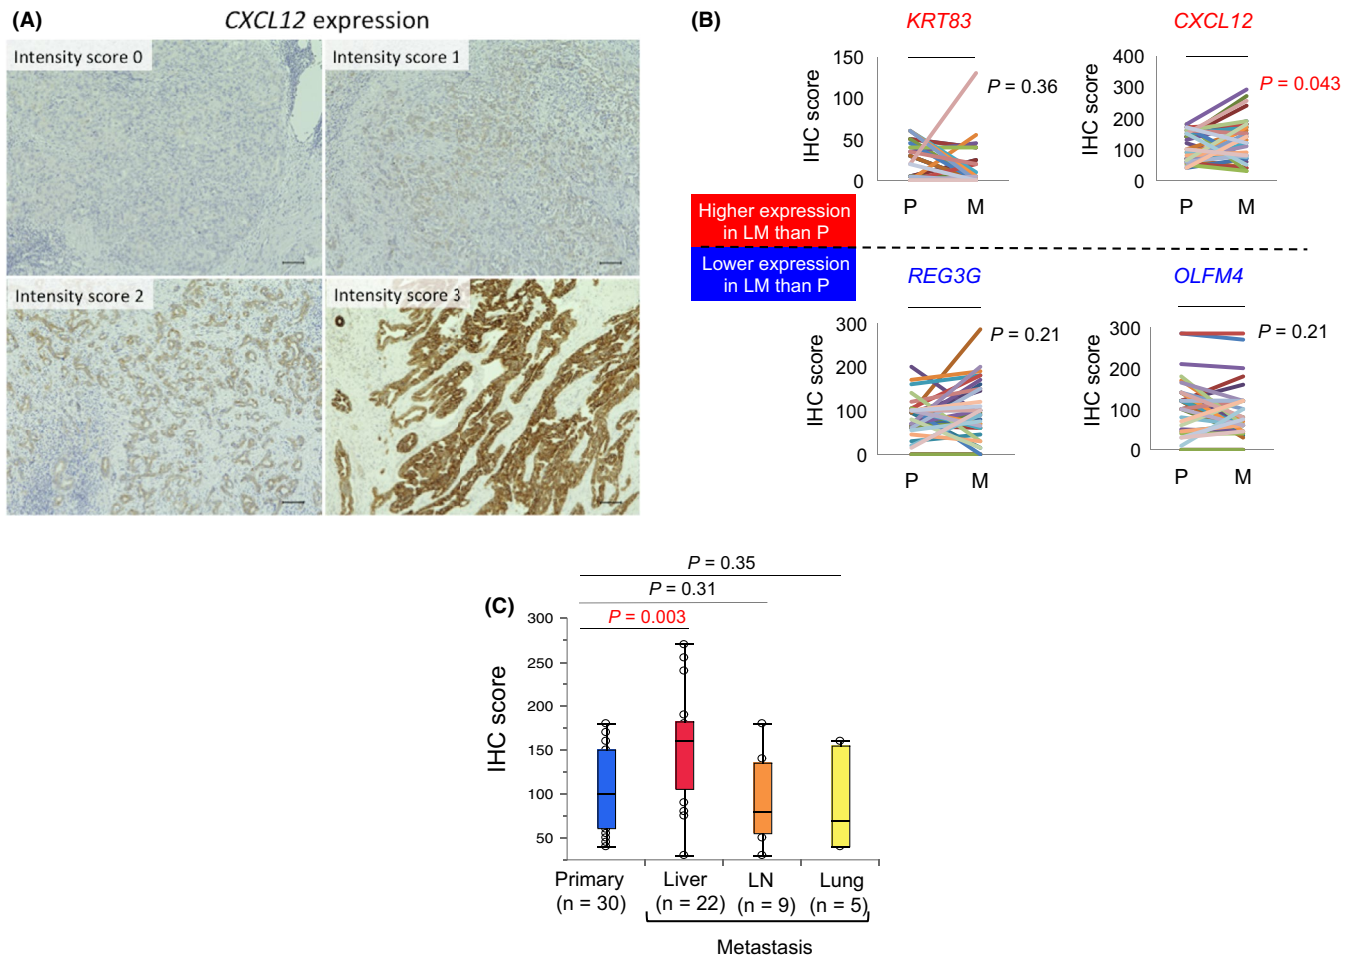 (A)
CXCL12 expression
Intensity score 0
Intensity score 1
Intensity score 2
Intensity score 3
(B)
KRT83
IHC score
150
100
50
0
P = 0.36
P M
CXCL12
IHC score
400
300
200
100
0
P = 0.043
P M
Higher expression
in LM than P
Lower expression
in LM than P
REG3G
IHC score
300
200
100
0
P = 0.21
P M
OLFM4
IHC score
300
200
100
0
P = 0.21
P M
(C)
P = 0.35
P = 0.31
P = 0.003
IHC score
300
250
200
150
100
50
Primary Liver LN Lung
(n = 30) (n = 22) (n = 9) (n = 5)
Metastasis